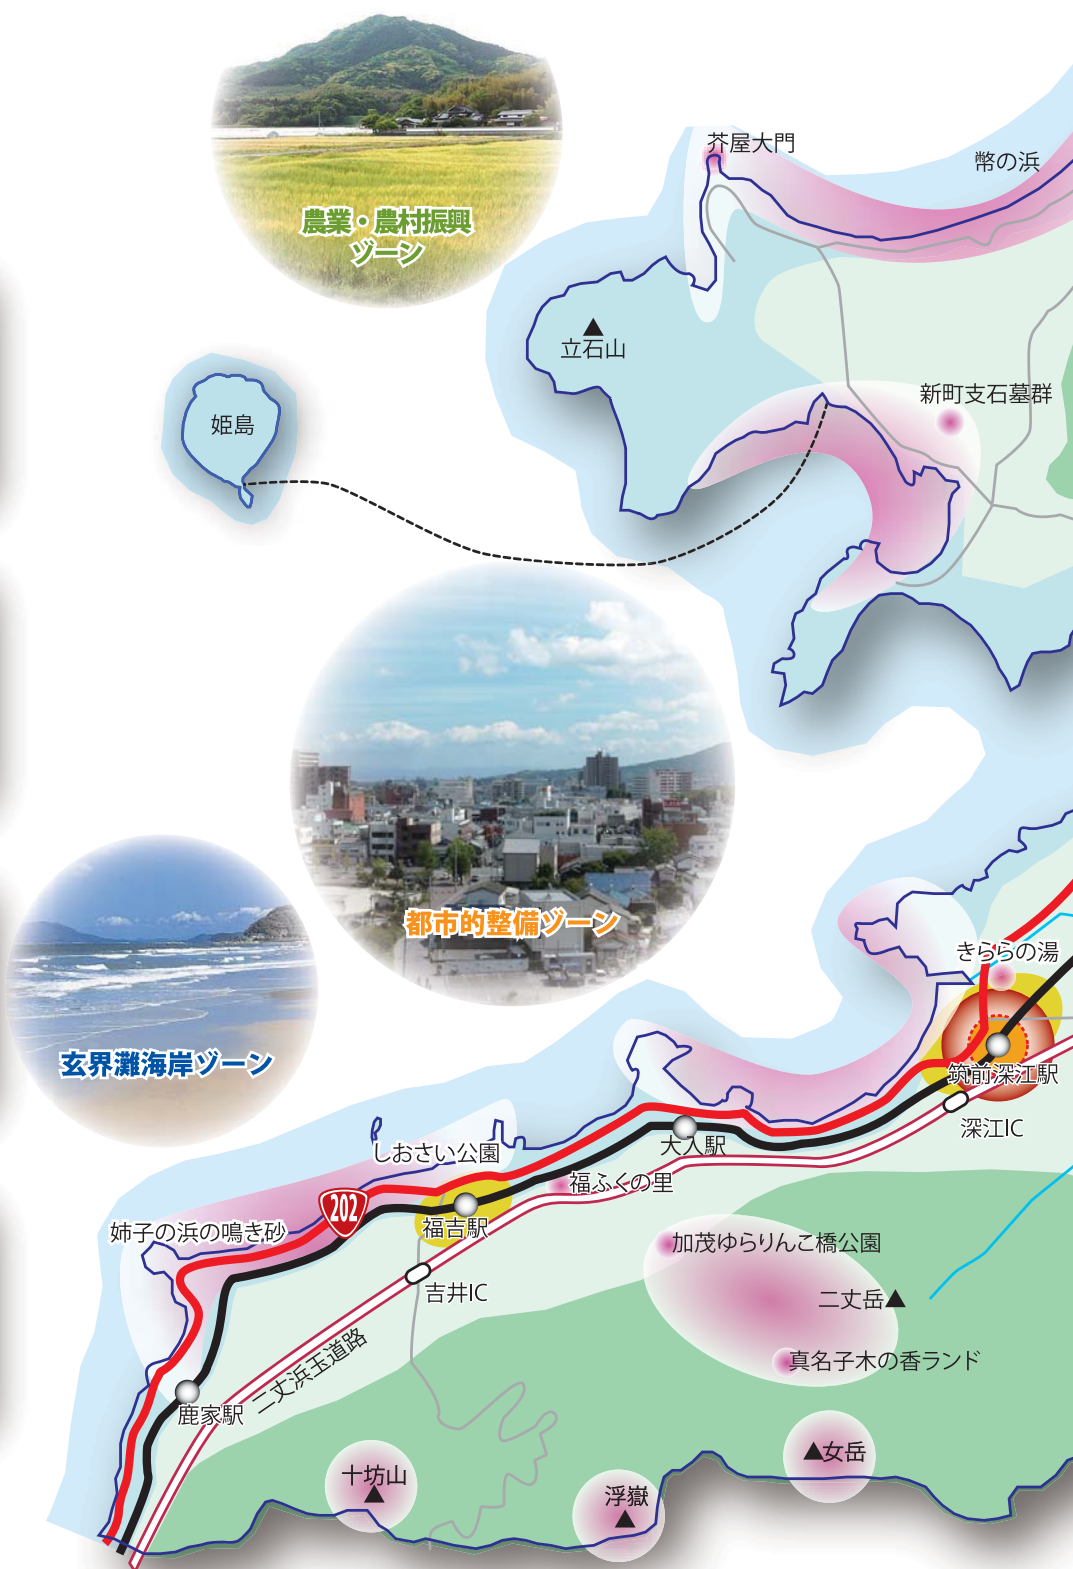 芥屋大門
幣の浜
農業・農村振興
ゾーン
立石山
新町支石墓群
姫島
都市的整備ゾーン
きららの湯
玄界灘海岸ゾーン
筑前深江駅
深江IC
大入駅
しおさい公園
福ふくの里
202
姉子の浜の鳴き砂
福吉駅
加茂ゆらりんこ橋公園
吉井IC
二丈岳
真名子木の香ランド
二丈浜玉道路
鹿家駅
女岳
十坊山
浮嶽